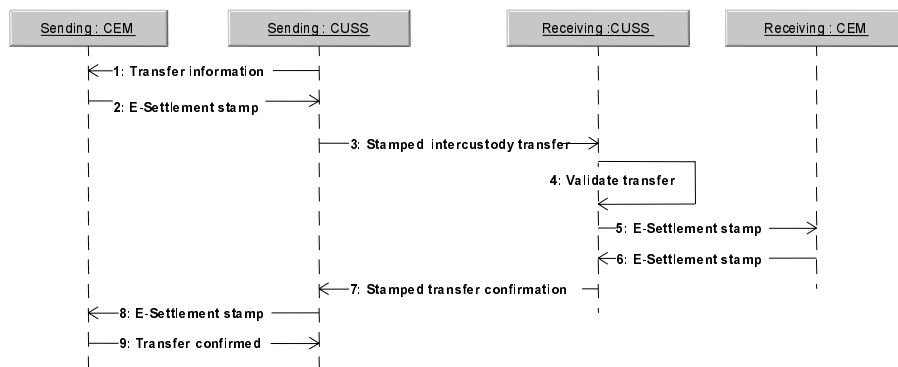 Sending : CEM
Sending : CUSS
Receiving :CUSS
Receiving : CEM
1: Transfer information
2: E-Settlement stamp
3: Stamped intercustody transfer
4: Validate transfer
5: E-Settlement stamp
6: E-Settlement stamp
7: Stamped transfer confirmation
8: E-Settlement stamp
9: Transfer confirmed